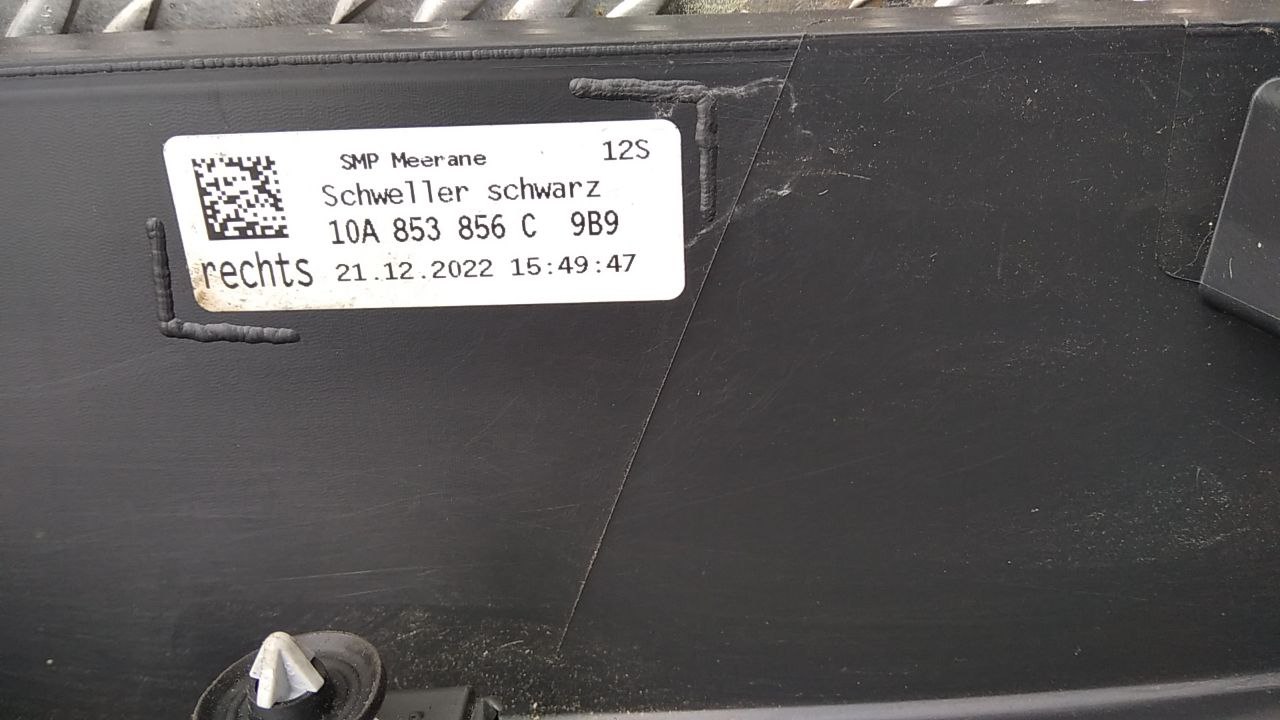 SMP Meerane 12S
Schweller schwarz
10A 853 856 C 9B9
rechts 21.12.2022 15:49:47